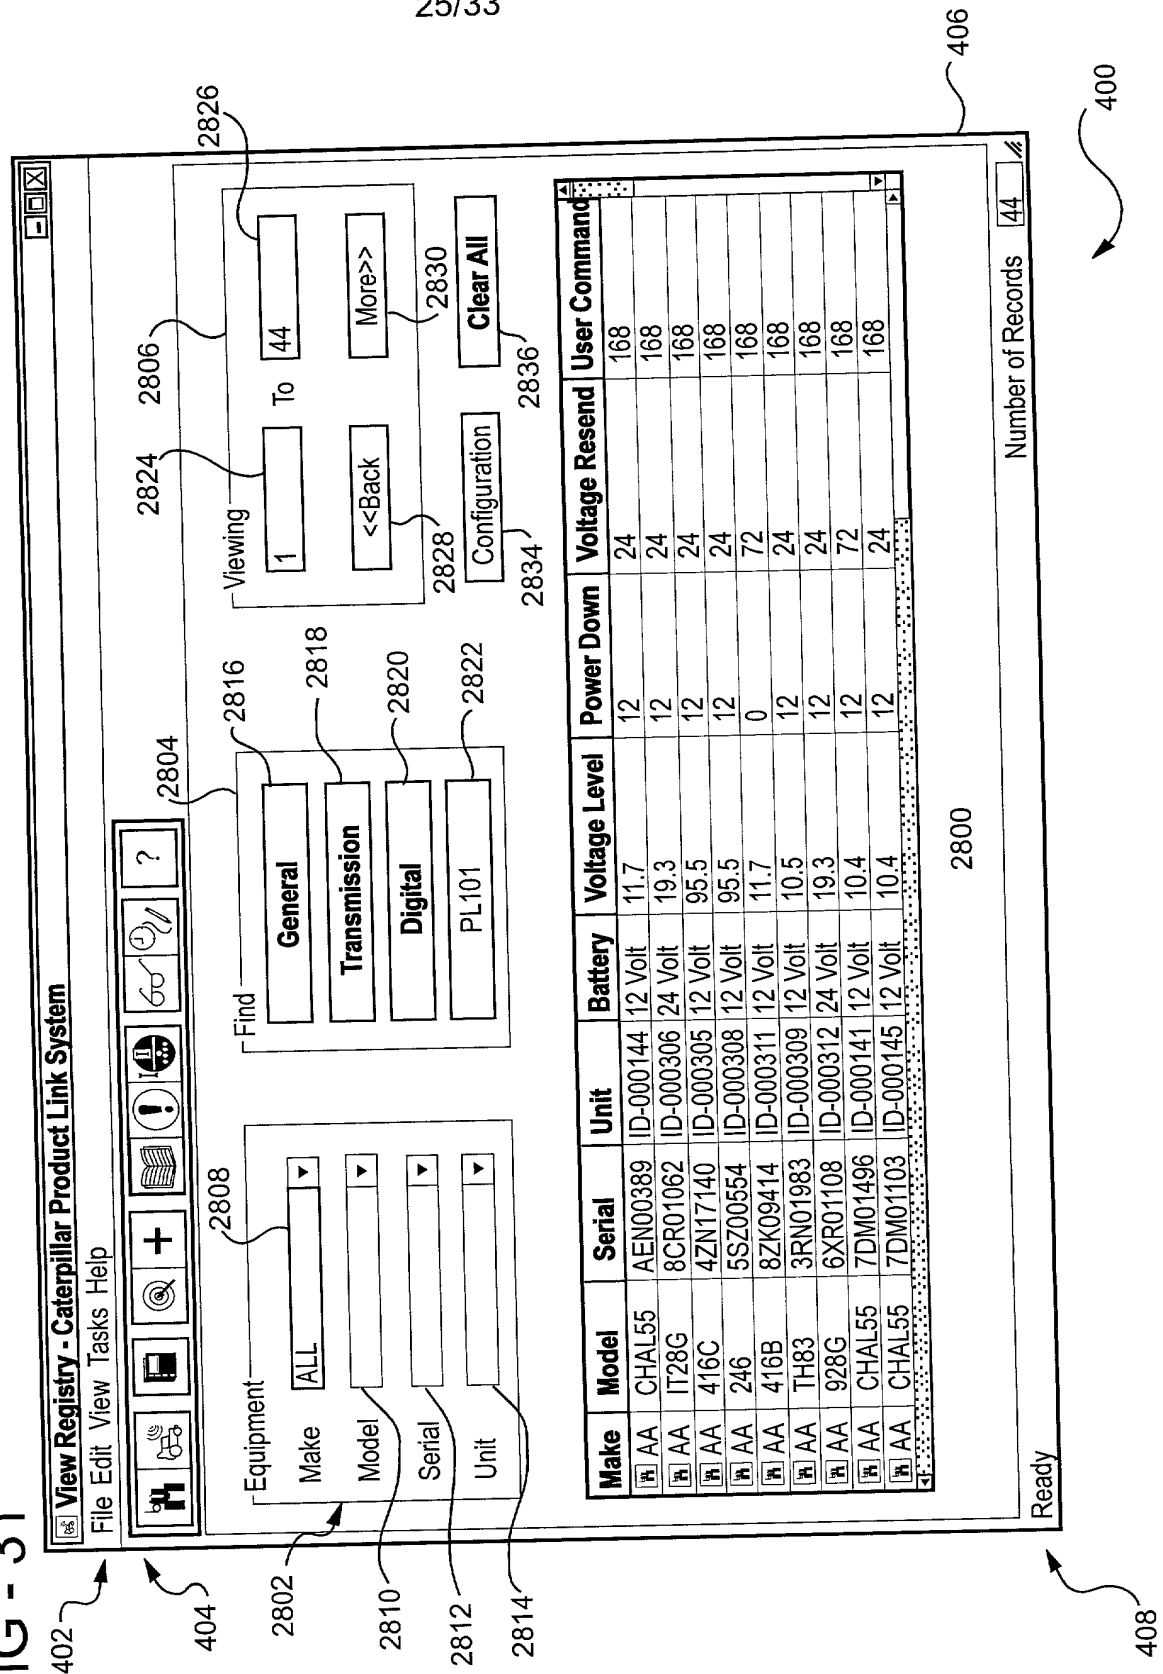 25/33
IG - 31
View Registry - Caterpillar Product Link System
File Edit View Tasks Help
?
402
404
406
400
408
Equipment
Make ALL
Model
Serial
Unit
2802
2808
2810
2812
2814
Find
General
Transmission
Digital
PL101
2804
2816
2818
2820
2822
Viewing
1 To 44
<<Back More>>
Configuration Clear All
2806
2824
2826
2828
2830
2834
2836
Make Model Serial Unit Battery Voltage Level Power Down Voltage Resend User Command
AA CHAL55 AEN00389 ID-000144 12 Volt 11.7 12 24 168
AA IT28G 8CR01062 ID-000306 24 Volt 19.3 12 24 168
AA 416C 4ZN17140 ID-000305 12 Volt 95.5 12 24 168
AA 246 5SZ00554 ID-000308 12 Volt 95.5 12 24 168
AA 416B 8ZK09414 ID-000311 12 Volt 11.7 0 72 168
AA TH83 3RN01983 ID-000309 12 Volt 10.5 12 24 168
AA 928G 6XR01108 ID-000312 24 Volt 19.3 12 24 168
AA CHAL55 7DM01496 ID-000141 12 Volt 10.4 12 72 168
AA CHAL55 7DM01103 ID-000145 12 Volt 10.4 12 24 168
2800
Ready Number of Records 44